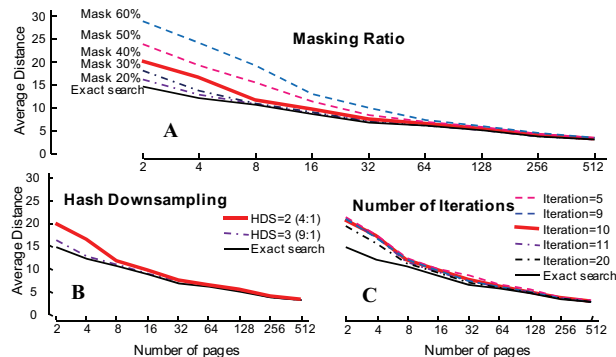 Masking Ratio
Average Distance
30
25
20
15
10
5
0
Mask 60%
Mask 50%
Mask 40%
Mask 30%
Mask 20%
Exact search
A
2 4 8 16 32 64 128 256 512
Hash Downsampling
Average Distance
30
25
20
15
10
5
0
HDS=2 (4:1)
HDS=3 (9:1)
Exact search
B
2 4 8 16 32 64 128 256 512
Number of pages
Number of Iterations
Iteration=5
Iteration=9
Iteration=10
Iteration=11
Iteration=20
Exact search
C
2 4 8 16 32 64 128 256 512
Number of pages